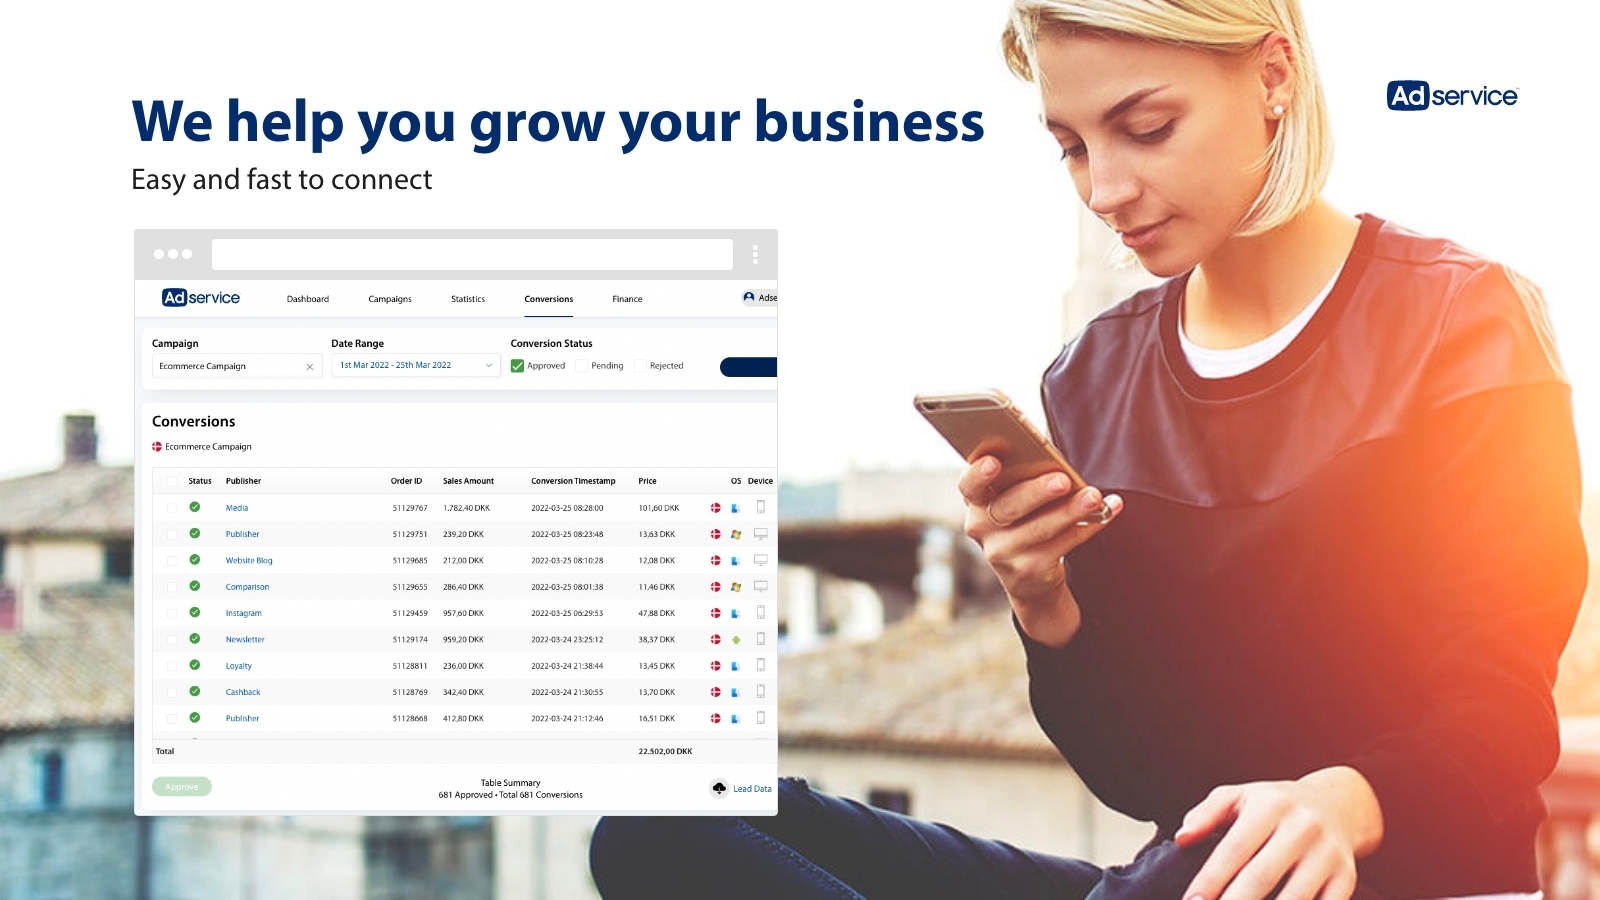 We help you grow your business
Easy and fast to connect
Adservice
Adservice Dashboard Campaigns Statistics Conversions Finance Adse
Campaign Date Range Conversion Status
Ecommerce Campaign 1st Mar 2022 - 25th Mar 2022 Approved Pending Rejected
Conversions
Ecommerce Campaign
Status Publisher Order ID Sales Amount Conversion Timestamp Price OS Device
Media 51129767 1.782,40 DKK 2022-03-25 08:28:00 101,60 DKK
Publisher 51129751 239,20 DKK 2022-03-25 08:23:48 13,63 DKK
Website Blog 51129685 212,00 DKK 2022-03-25 08:10:28 12,08 DKK
Comparison 51129655 286,40 DKK 2022-03-25 08:01:38 11,46 DKK
Instagram 51129459 957,60 DKK 2022-03-25 06:29:53 47,88 DKK
Newsletter 51129174 959,20 DKK 2022-03-24 23:25:12 38,37 DKK
Loyalty 51128811 236,00 DKK 2022-03-24 21:38:44 13,45 DKK
Cashback 51128769 342,40 DKK 2022-03-24 21:30:55 13,70 DKK
Publisher 51128668 412,80 DKK 2022-03-24 21:12:46 16,51 DKK
Total 22.502,00 DKK
Approve Table Summary Lead Data
681 Approved • Total 681 Conversions